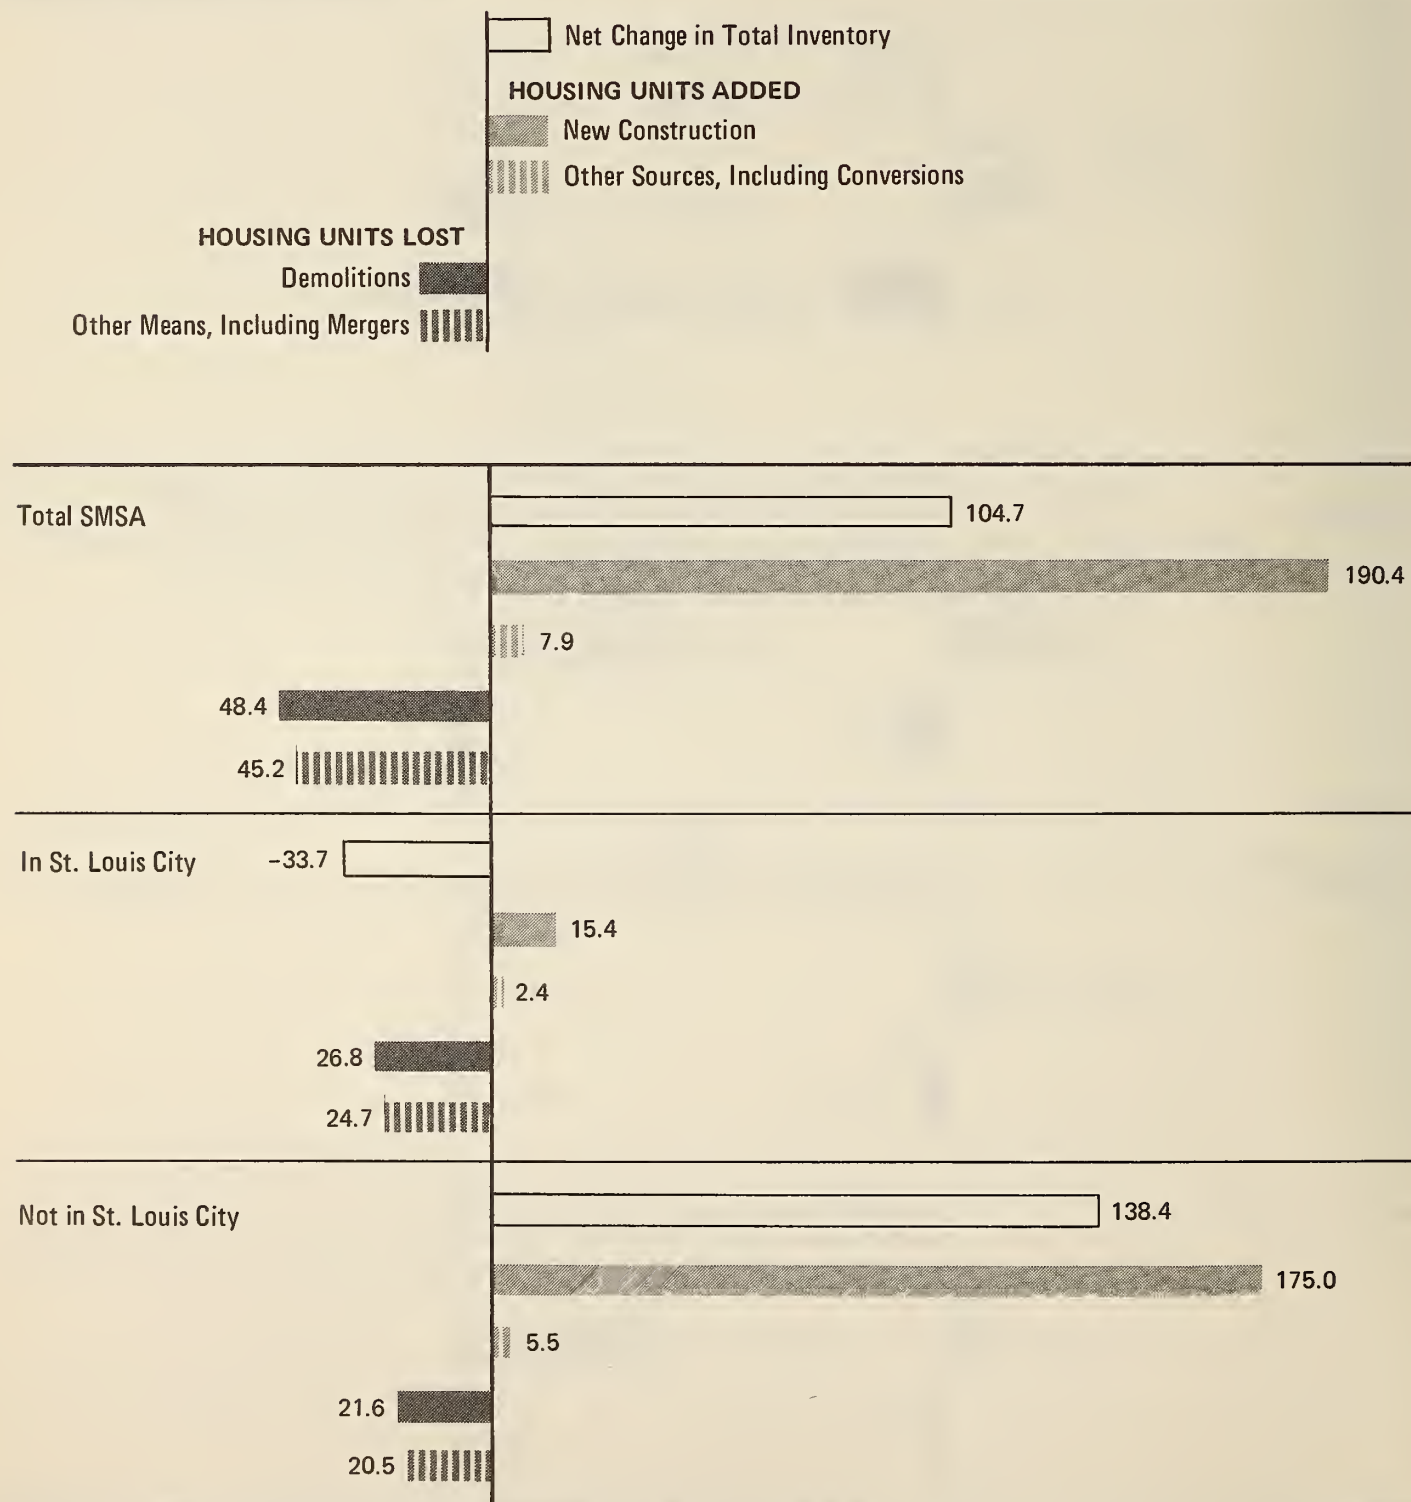 Net Change in Total Inventory
HOUSING UNITS ADDED
New Construction
Other Sources, Including Conversions
HOUSING UNITS LOST
Demolitions
Other Means, Including Mergers
Total SMSA
104.7
190.4
7.9
48.4
45.2
In St. Louis City
-33.7
15.4
2.4
26.8
24.7
Not in St. Louis City
138.4
175.0
5.5
21.6
20.5